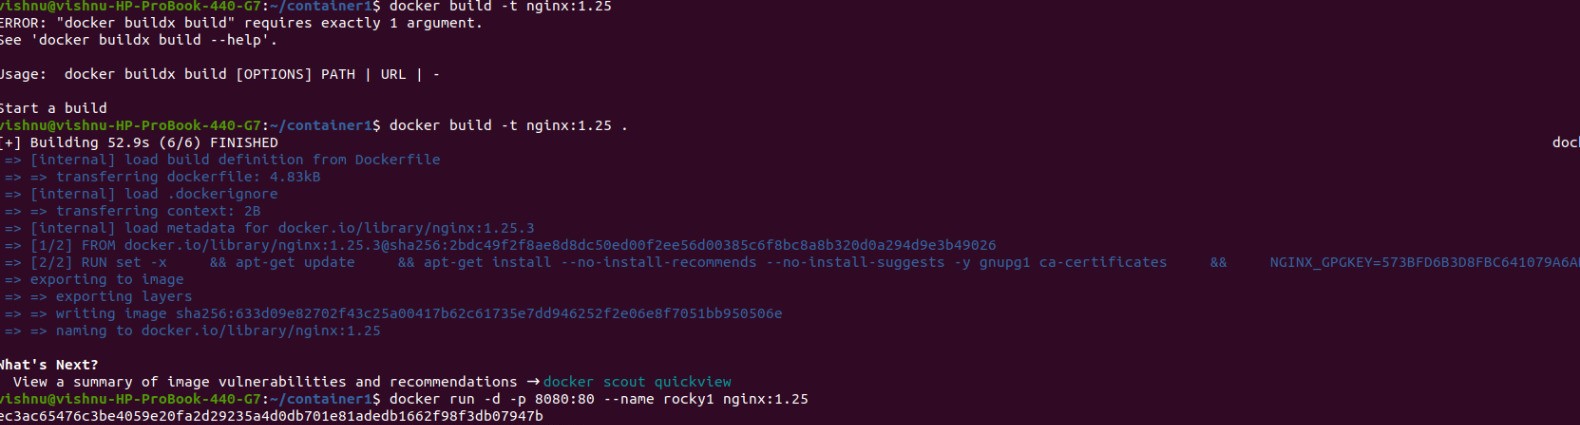 vishnu@vishnu-HP-ProBook-440-G7:~/container1$ docker build -t nginx:1.25
ERROR: "docker buildx build" requires exactly 1 argument.
See 'docker buildx build --help'.
Usage:  docker buildx build [OPTIONS] PATH | URL | -
Start a build
vishnu@vishnu-HP-ProBook-440-G7:~/container1$ docker build -t nginx:1.25 .
[+] Building 52.9s (6/6) FINISHED doc
=> [internal] load build definition from Dockerfile
=> => transferring dockerfile: 4.83kB
=> [internal] load .dockerignore
=> => transferring context: 2B
=> [internal] load metadata for docker.io/library/nginx:1.25.3
=> [1/2] FROM docker.io/library/nginx:1.25.3@sha256:2bdc49f2f8ae8d8dc50ed00f2ee56d00385c6f8bc8a8b320d0a294d9e3b49026
=> [2/2] RUN set -x     && apt-get update     && apt-get install --no-install-recommends --no-install-suggests -y gnupg1 ca-certificates     &&     NGINX_GPGKEY=573BFD6B3D8FBC641079A6A
=> exporting to image
=> => exporting layers
=> => writing image sha256:633d09e82702f43c25a00417b62c61735e7dd946252f2e06e8f7051bb950506e
=> => naming to docker.io/library/nginx:1.25
What's Next?
View a summary of image vulnerabilities and recommendations → docker scout quickview
vishnu@vishnu-HP-ProBook-440-G7:~/container1$ docker run -d -p 8080:80 --name rocky1 nginx:1.25
ec3ac65476c3be4059e20fa2d29235a4d0db701e81adedb1662f98f3db07947b